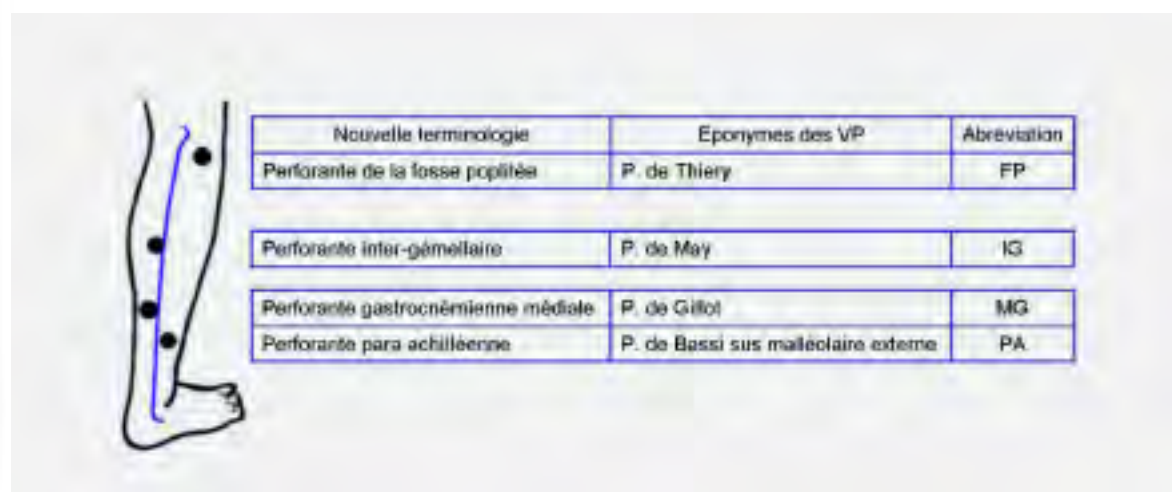 Nouvelle terminologie Eponymes des VP Abréviation
Perforante de la fosse poplitée P. de Thiery FP
Perforante inter-gémellaire P. de May IG
Perforante gastrocnémienne médiale P. de Gillot MG
Perforante para achilléenne P. de Bassi sus malléolaire externe PA